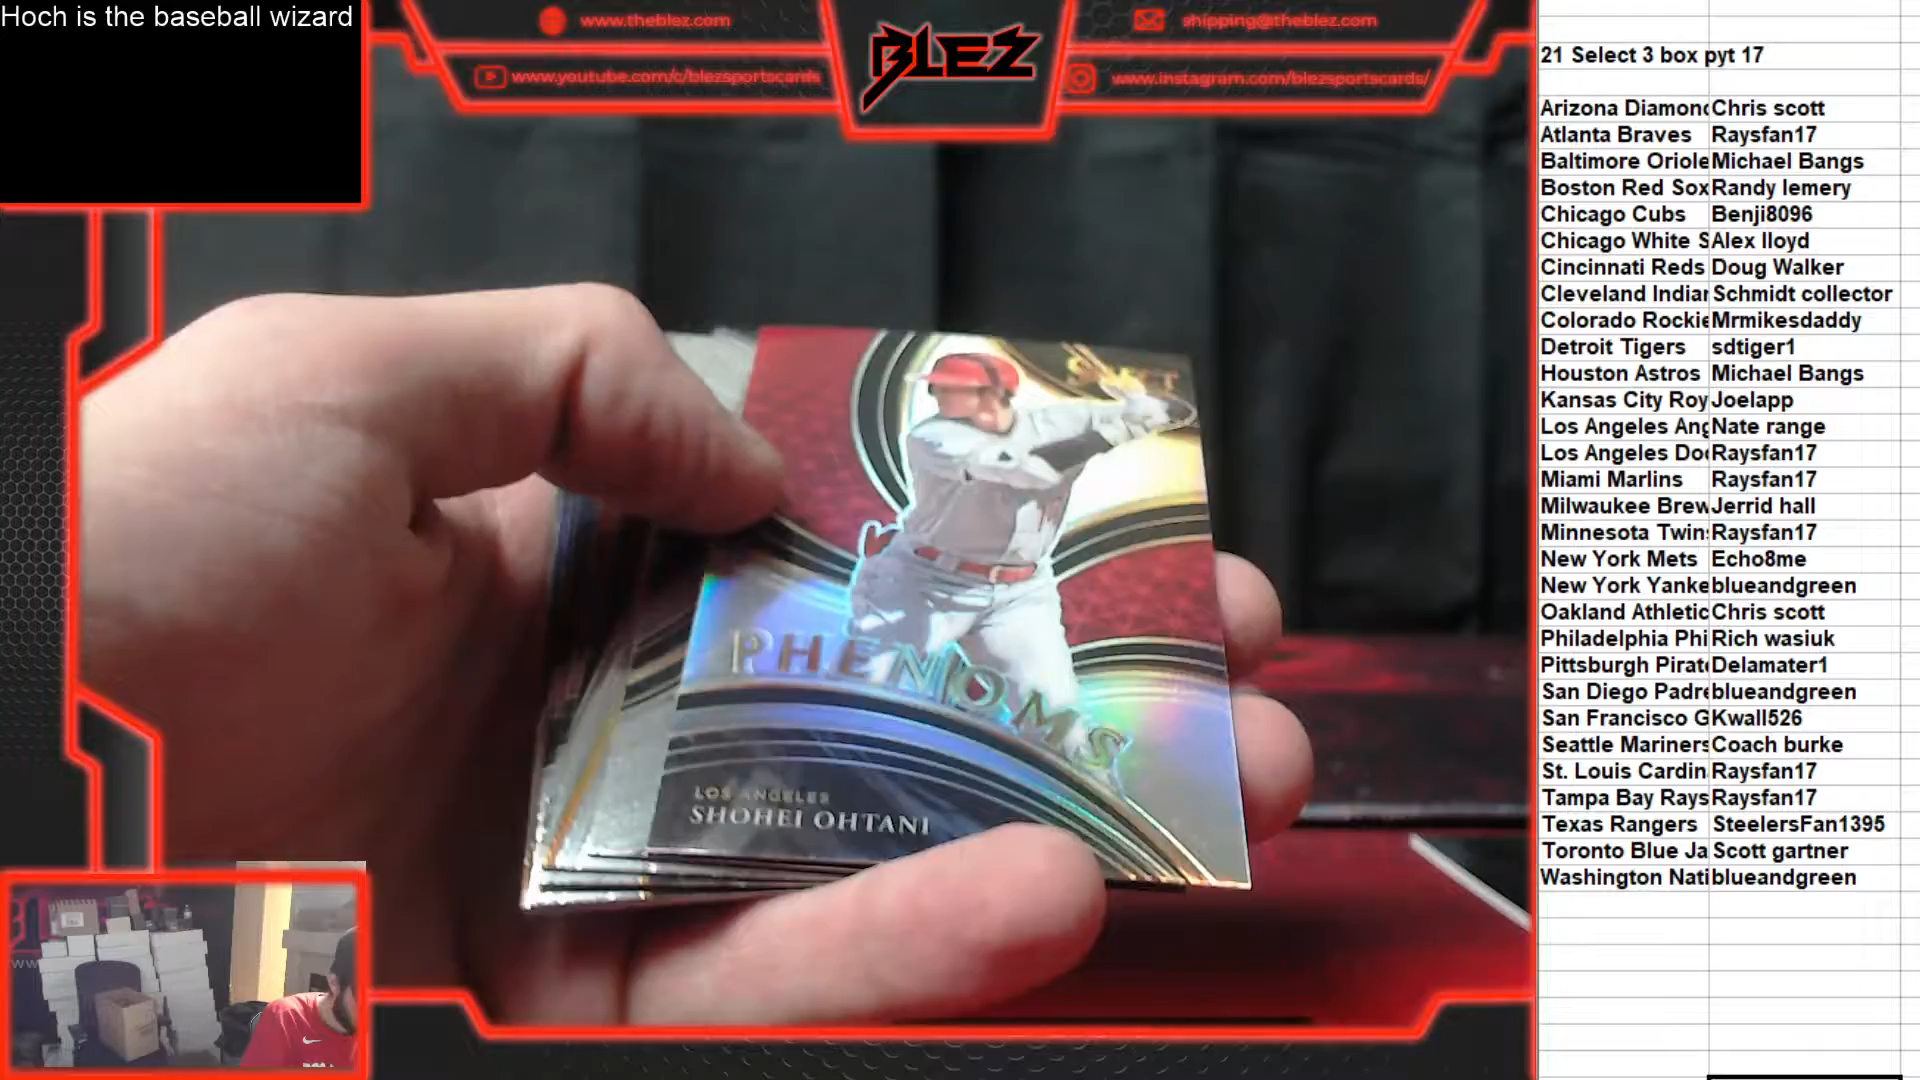 Hoch is the baseball wizard
www.theblez.com
shipping@theblez.com
www.youtube.com/c/blezsportscards
www.instagram.com/blezsportscards/
BLEZ
SELECT
PHENOMS
LOS ANGELES
SHOHEI OHTANI
21 Select 3 box pyt 17
Arizona Diamon Chris scott
Atlanta Braves Raysfan17
Baltimore Oriole Michael Bangs
Boston Red Sox Randy lemery
Chicago Cubs Benji8096
Chicago White S Alex lloyd
Cincinnati Reds Doug Walker
Cleveland Indian Schmidt collector
Colorado Rockie Mrmikesdaddy
Detroit Tigers sdtiger1
Houston Astros Michael Bangs
Kansas City Roy Joelapp
Los Angeles Ang Nate range
Los Angeles Do Raysfan17
Miami Marlins Raysfan17
Milwaukee Brew Jerrid hall
Minnesota Twins Raysfan17
New York Mets Echo8me
New York Yanke blueandgreen
Oakland Athletic Chris scott
Philadelphia Phi Rich wasiuk
Pittsburgh Pirate Delamater1
San Diego Padre blueandgreen
San Francisco G Kwall526
Seattle Mariners Coach burke
St. Louis Cardin Raysfan17
Tampa Bay Rays Raysfan17
Texas Rangers SteelersFan1395
Toronto Blue Ja Scott gartner
Washington Nati blueandgreen